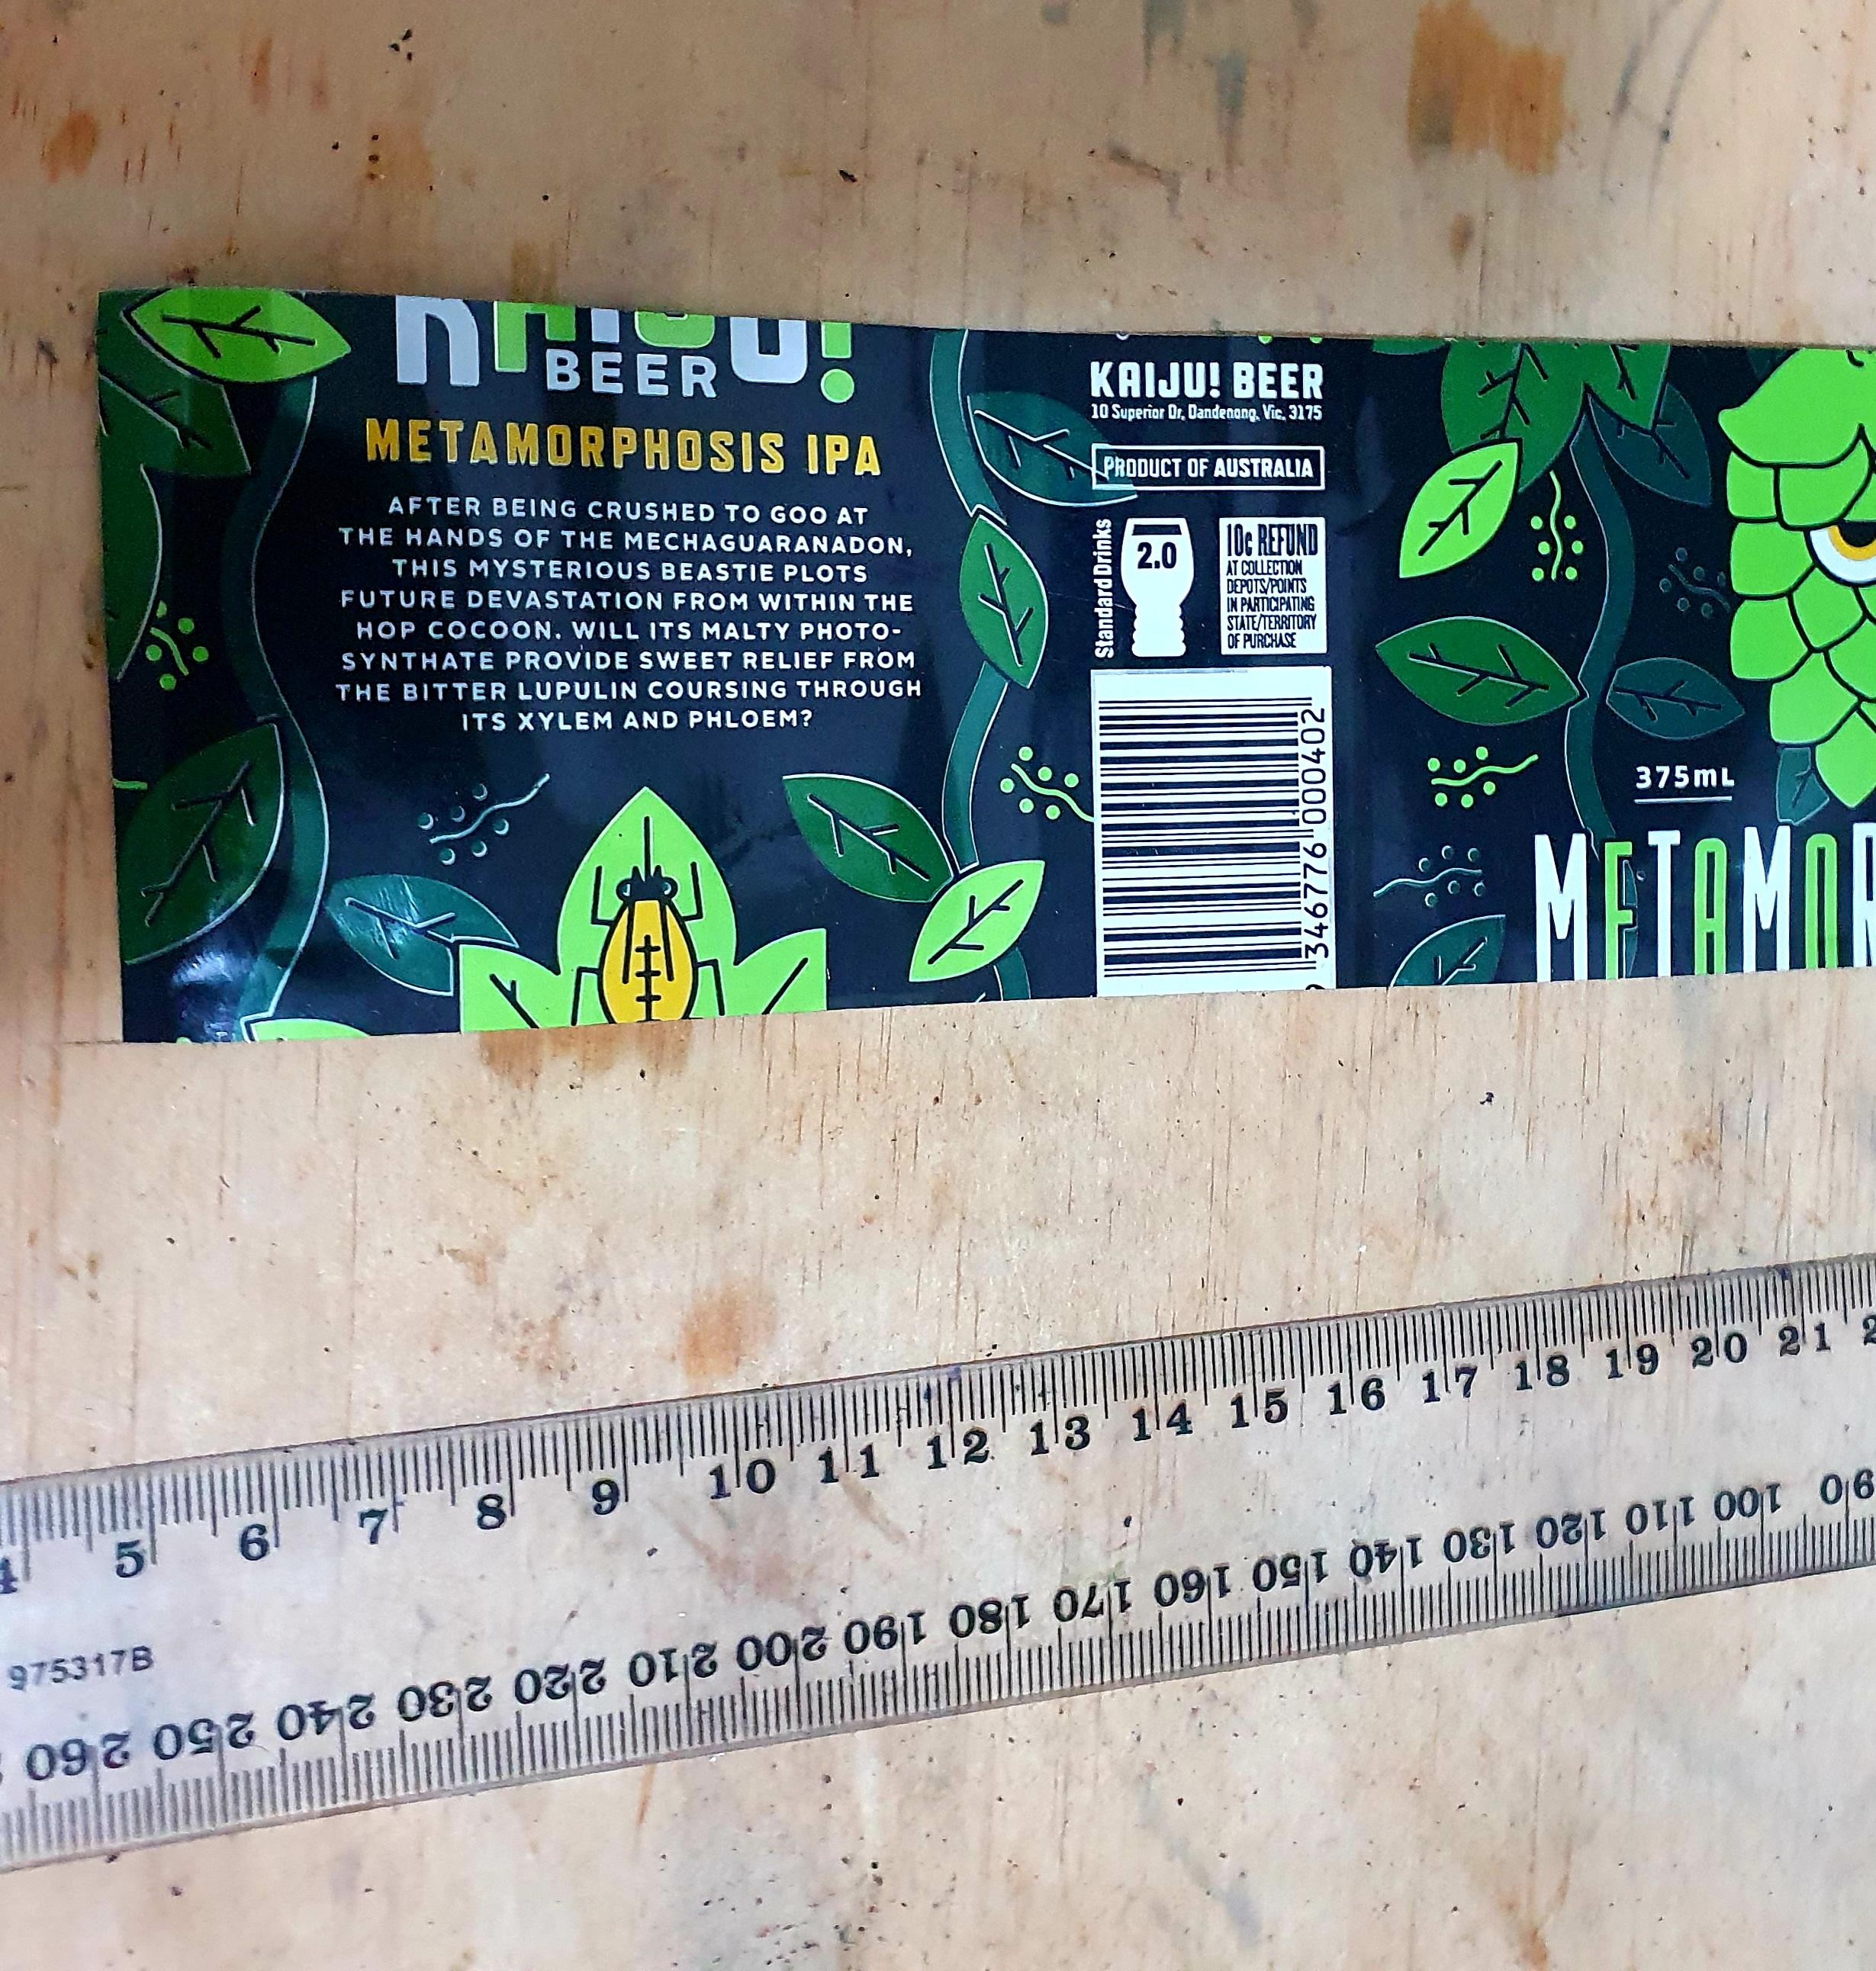 KAIJU!
BEER
METAMORPHOSIS IPA
AFTER BEING CRUSHED TO GOO AT
THE HANDS OF THE MECHAGUARANADON,
THIS MYSTERIOUS BEASTIE PLOTS
FUTURE DEVASTATION FROM WITHIN THE
HOP COCOON. WILL ITS MALTY PHOTO-
SYNTHATE PROVIDE SWEET RELIEF FROM
THE BITTER LUPULIN COURSING THROUGH
ITS XYLEM AND PHLOEM?
KAIJU! BEER
10 Superior Dr, Dandenong, Vic, 3175
PRODUCT OF AUSTRALIA
Standard Drinks
2.0
10c REFUND
AT COLLECTION
DEPOTS/POINTS
IN PARTICIPATING
STATE/TERRITORY
OF PURCHASE
346776 000402
375mL
METAMOR
4 5 6 7 8 9 10 11 12 13 14 15 16 17 18 19 20 21 2
975317B
260 250 240 230 220 210 200 190 180 170 160 150 140 130 120 110 100 90